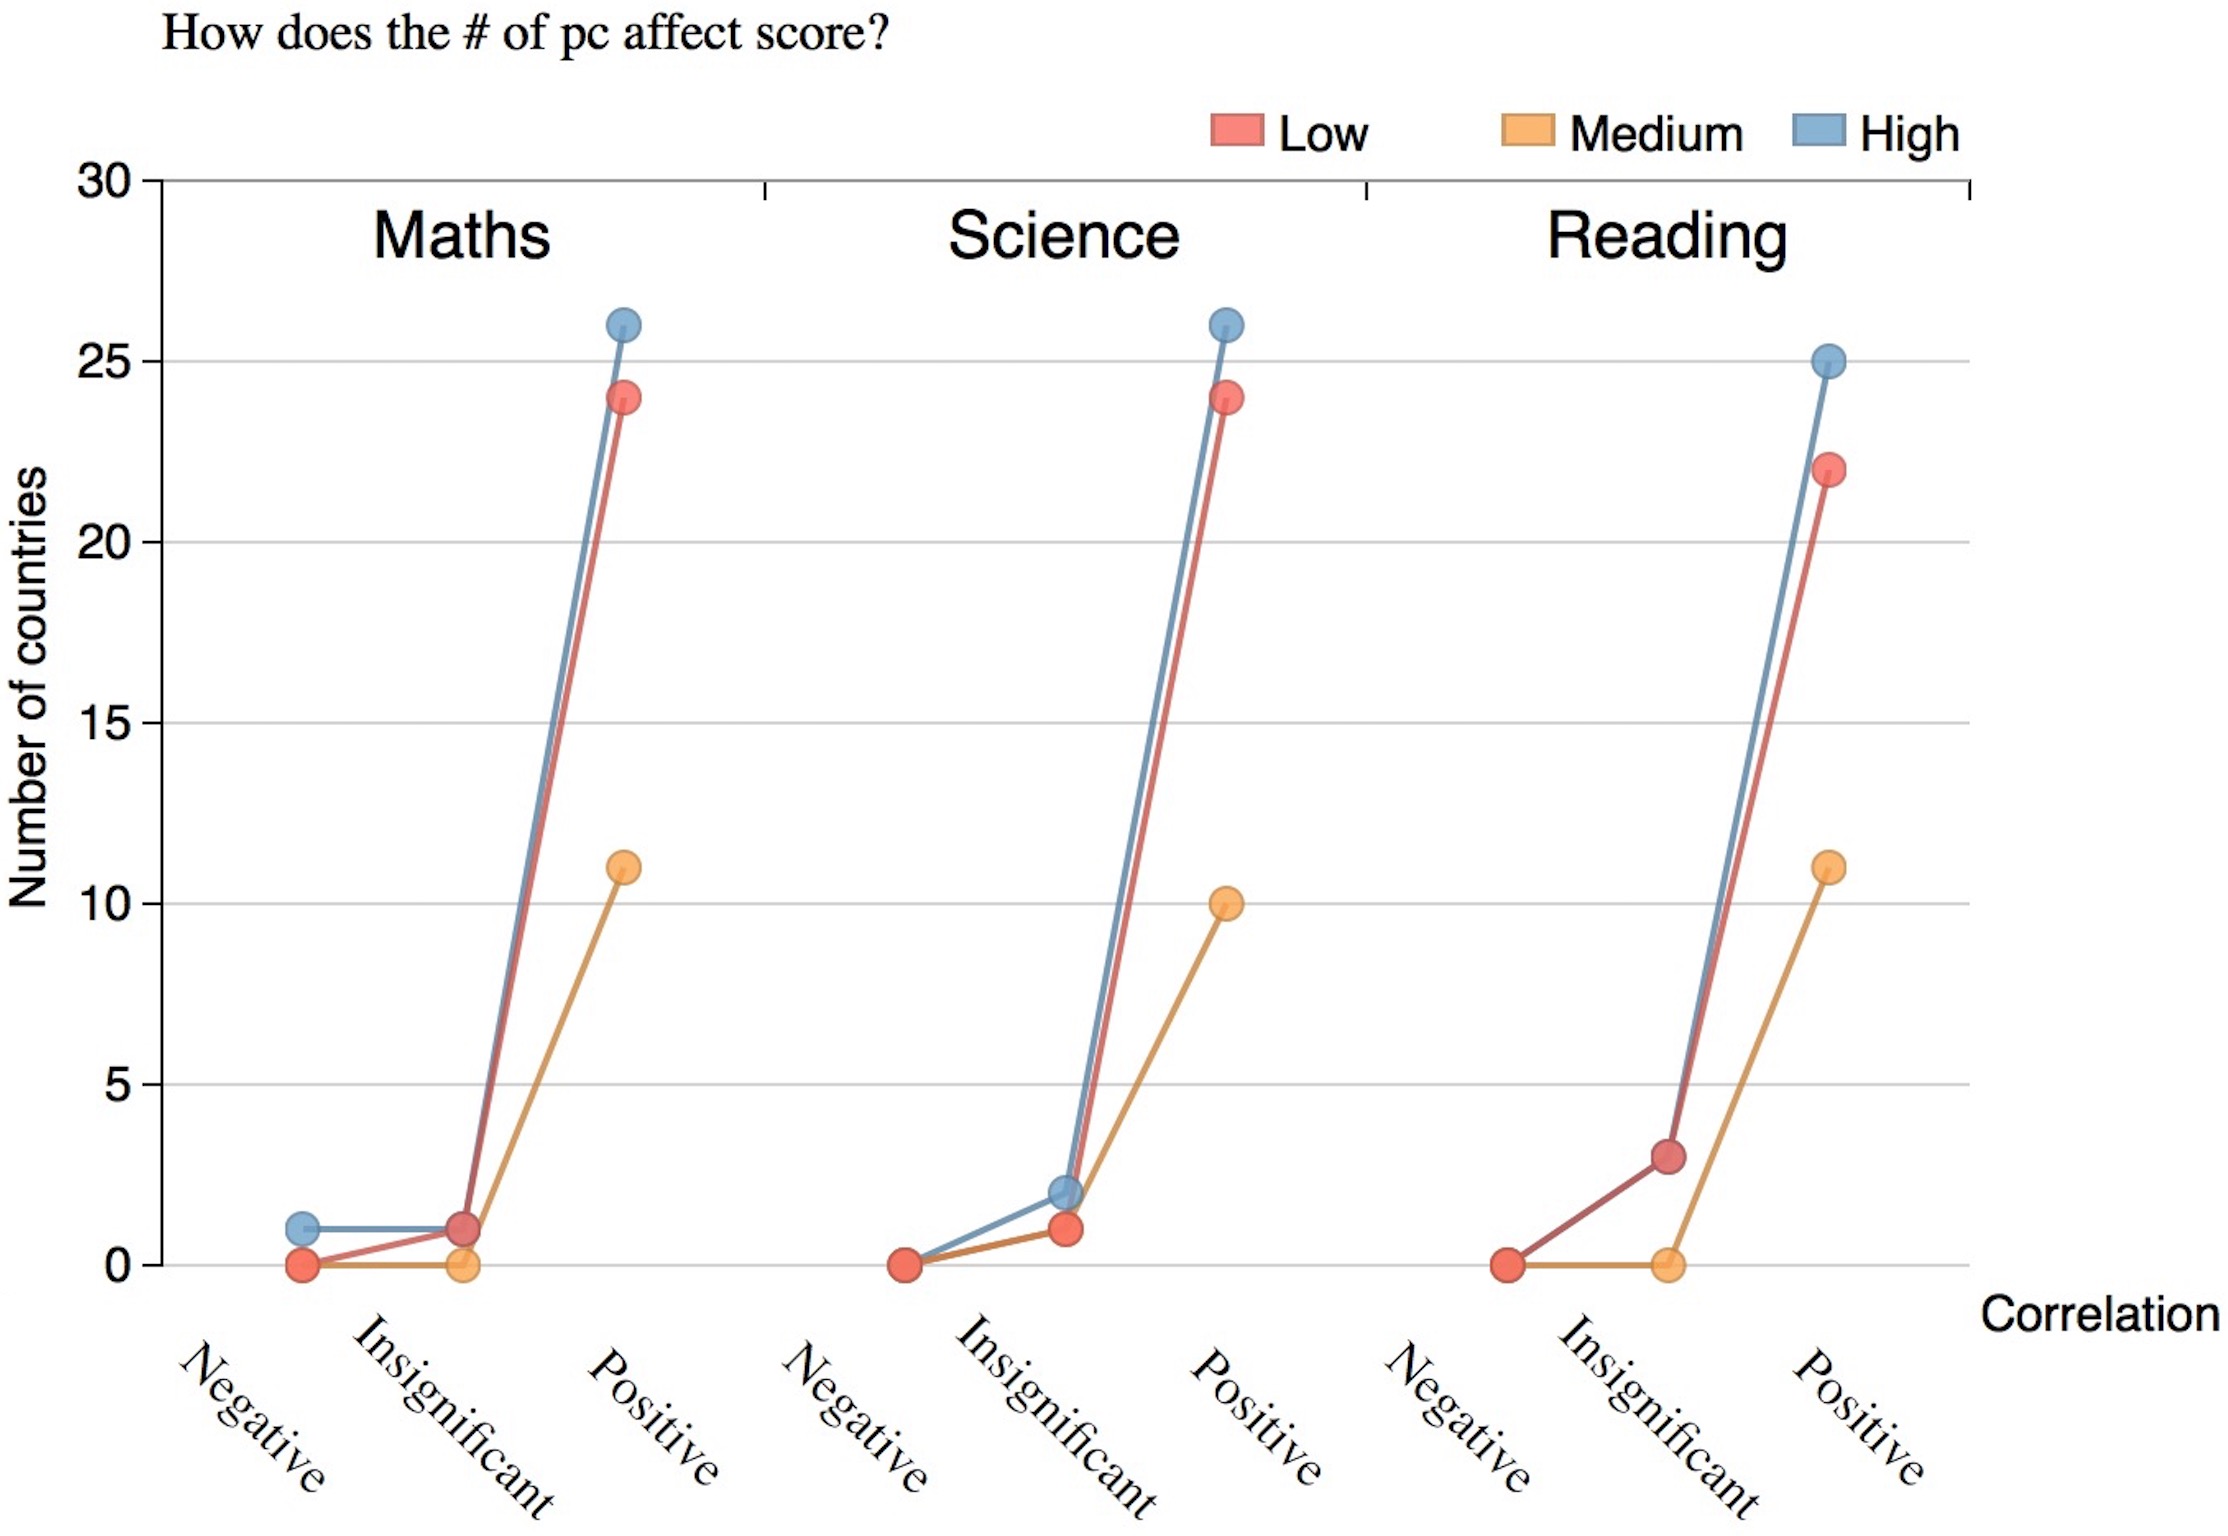 How does the # of pc affect score?
Low Medium High
30
Maths Science Reading
25
20
15
10
5
0
Number of countries
Correlation
Negative Insignificant Positive Negative Insignificant Positive Negative Insignificant Positive